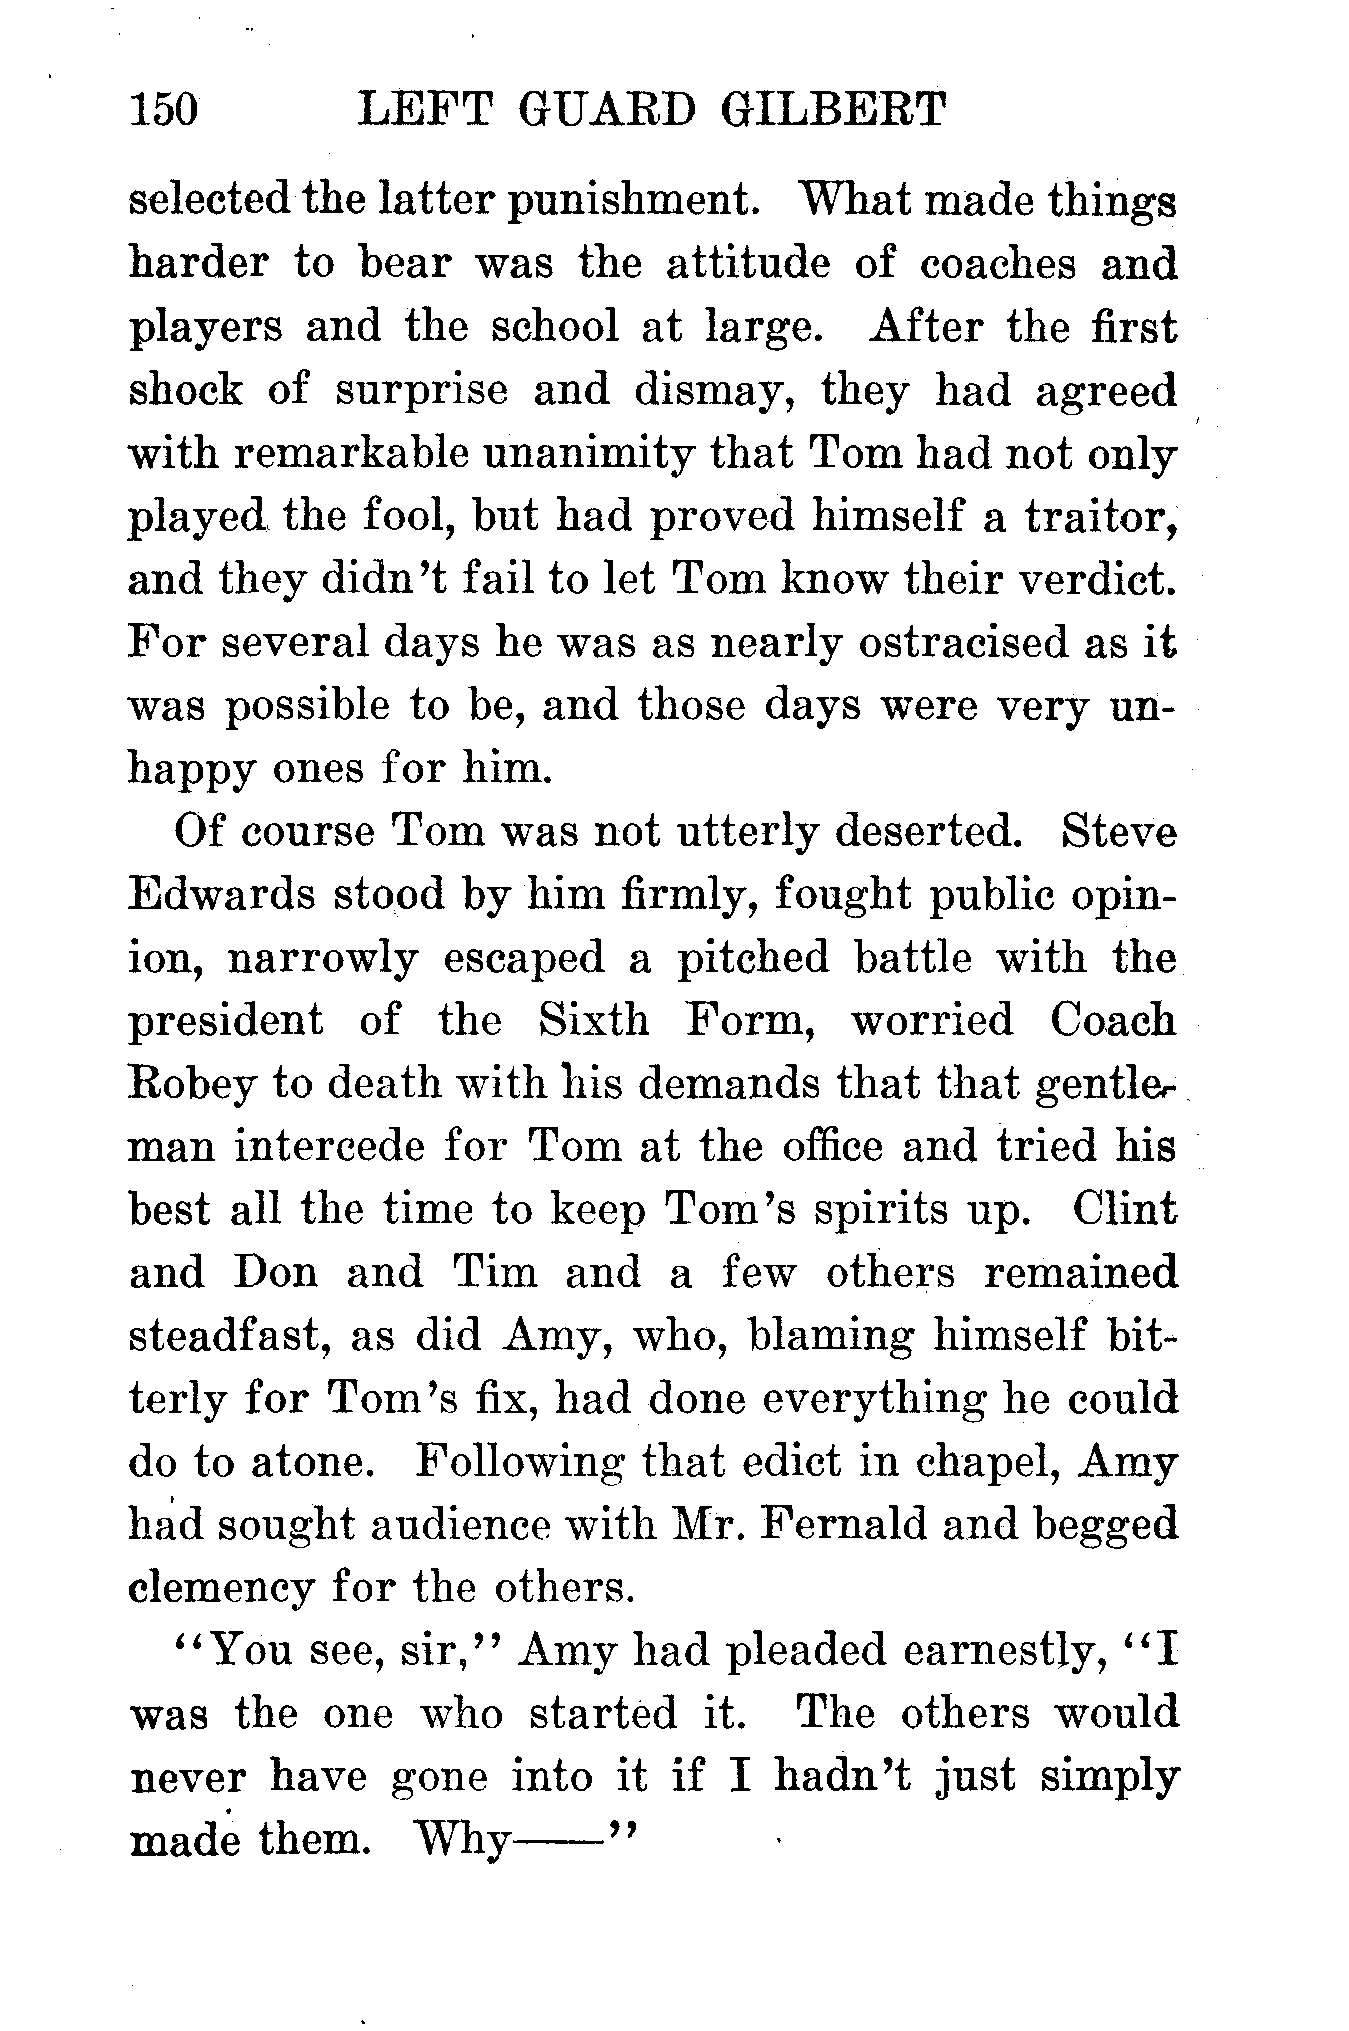 150 LEFT GUARD GILBERT
selected the latter punishment. What made things
harder to bear was the attitude of coaches and
players and the school at large. After the first
shock of surprise and dismay, they had agreed
with remarkable unanimity that Tom had not only
played the fool, but had proved himself a traitor,
and they didn't fail to let Tom know their verdict.
For several days he was as nearly ostracised as it
was possible to be, and those days were very un-
happy ones for him.
Of course Tom was not utterly deserted. Steve
Edwards stood by him firmly, fought public opin-
ion, narrowly escaped a pitched battle with the
president of the Sixth Form, worried Coach
Robey to death with his demands that that gentle-
man intercede for Tom at the office and tried his
best all the time to keep Tom's spirits up. Clint
and Don and Tim and a few others remained
steadfast, as did Amy, who, blaming himself bit-
terly for Tom's fix, had done everything he could
do to atone. Following that edict in chapel, Amy
had sought audience with Mr. Fernald and begged
clemency for the others.
"You see, sir," Amy had pleaded earnestly, "I
was the one who started it. The others would
never have gone into it if I hadn't just simply
made them. Why——"